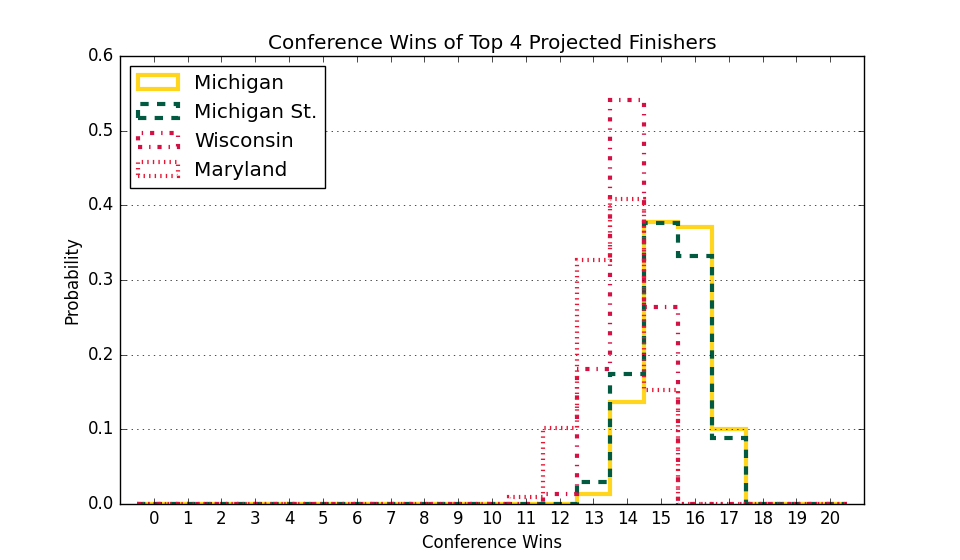 Conference Wins of Top 4 Projected Finishers
0.6
0.5
0.4
0.3
0.2
0.1
0.0
Probability
Michigan
Michigan St.
Wisconsin
Maryland
0 1 2 3 4 5 6 7 8 9 10 11 12 13 14 15 16 17 18 19 20
Conference Wins